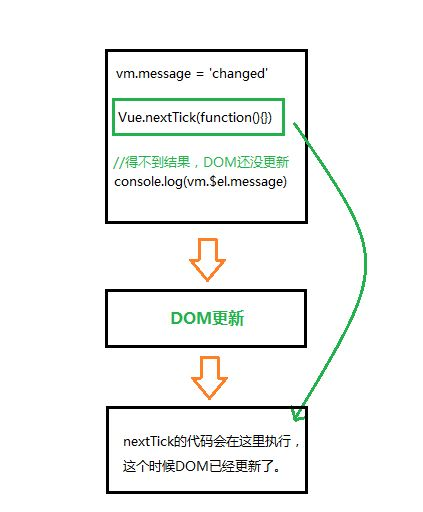 vm.message = 'changed'
Vue.nextTick(function(){})
//得不到结果，DOM还没更新
console.log(vm.$el.message)
DOM更新
nextTick的代码会在这里执行，
这个时候DOM已经更新了。